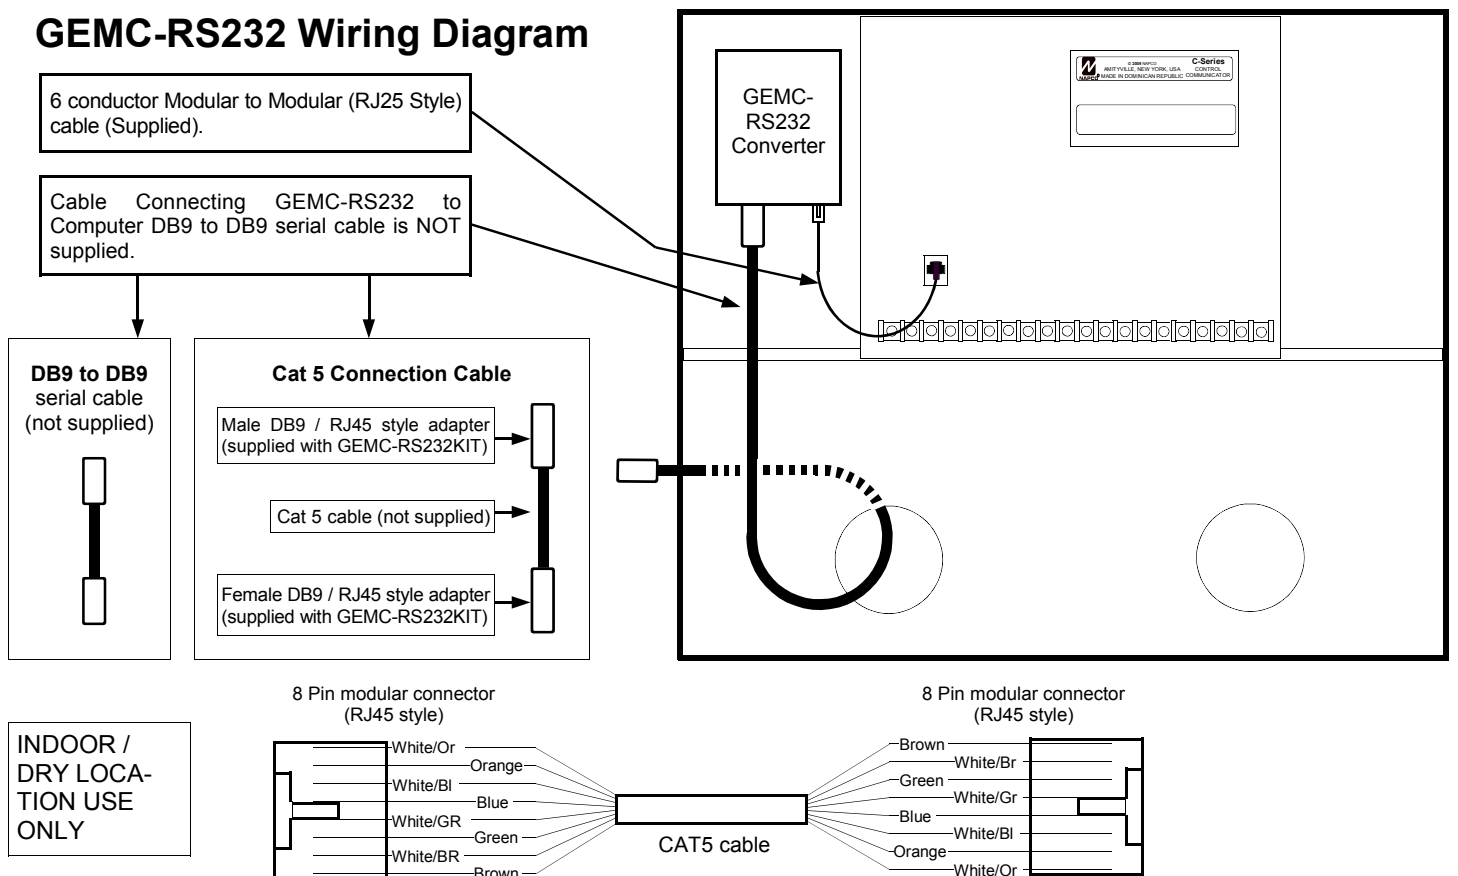 GEMC-RS232 Wiring Diagram
6 conductor Modular to Modular (RJ25 Style)
cable (Supplied).
Cable Connecting GEMC-RS232 to
Computer DB9 to DB9 serial cable is NOT
supplied.
DB9 to DB9
serial cable
(not supplied)
Cat 5 Connection Cable
Male DB9 / RJ45 style adapter
(supplied with GEMC-RS232KIT)
Cat 5 cable (not supplied)
Female DB9 / RJ45 style adapter
(supplied with GEMC-RS232KIT)
GEMC-
RS232
Converter
NAPCO
© 2009 NAPCO
AMITYVILLE, NEW YORK, USA
MADE IN DOMINICAN REPUBLIC
C-Series
CONTROL
COMMUNICATOR
INDOOR /
DRY LOCA-
TION USE
ONLY
8 Pin modular connector
(RJ45 style)
White/Or
Orange
White/Bl
Blue
White/GR
Green
White/BR
Brown
CAT5 cable
8 Pin modular connector
(RJ45 style)
Brown
White/Br
Green
White/Gr
Blue
White/Bl
Orange
White/Or